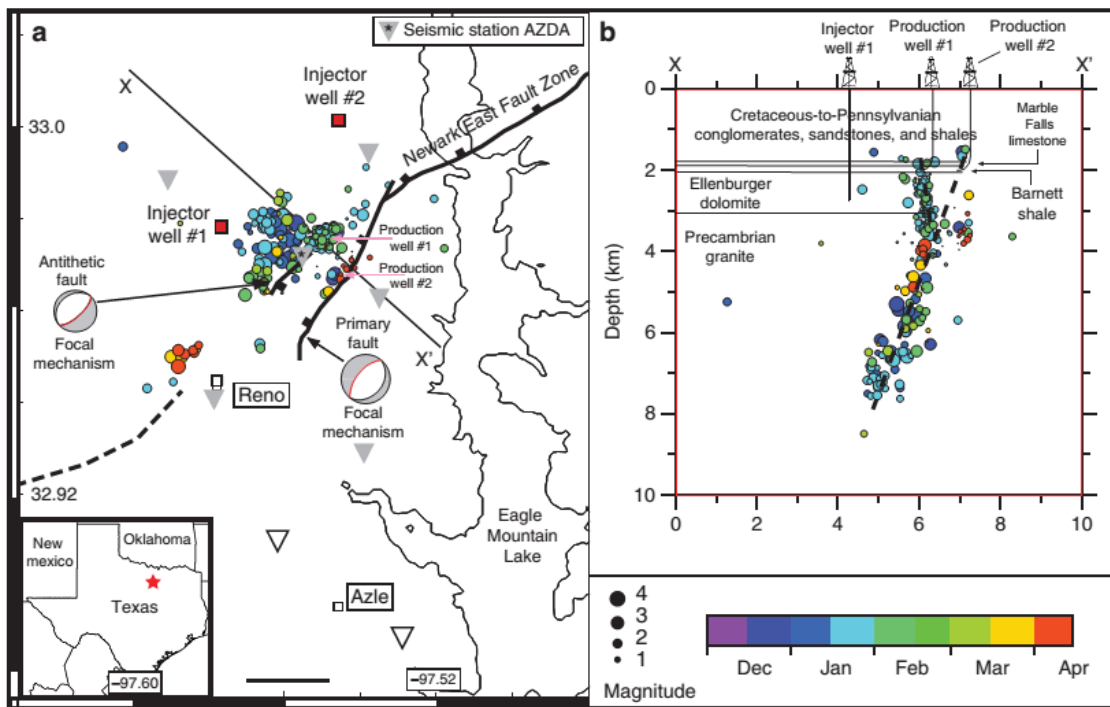 a
Seismic station AZDA
X
Injector
well #2
33.0
Newark East Fault Zone
Injector
well #1
Production
well #1
Antithetic
fault
Production
well #2
Focal
mechanism
Primary
fault
X'
Reno
Focal
mechanism
32.92
Eagle
Mountain
Lake
New
mexico
Oklahoma
Texas
Azle
–97.60
–97.52
b
Injector
well #1
Production
well #1
Production
well #2
X
X'
0
Cretaceous-to-Pennsylvanian
conglomerates, sandstones, and shales
Marble
Falls
limestone
2
Ellenburger
dolomite
Barnett
shale
Precambrian
granite
4
Depth (km)
6
8
10
0
2
4
6
8
10
4
3
2
1
Magnitude
Dec
Jan
Feb
Mar
Apr